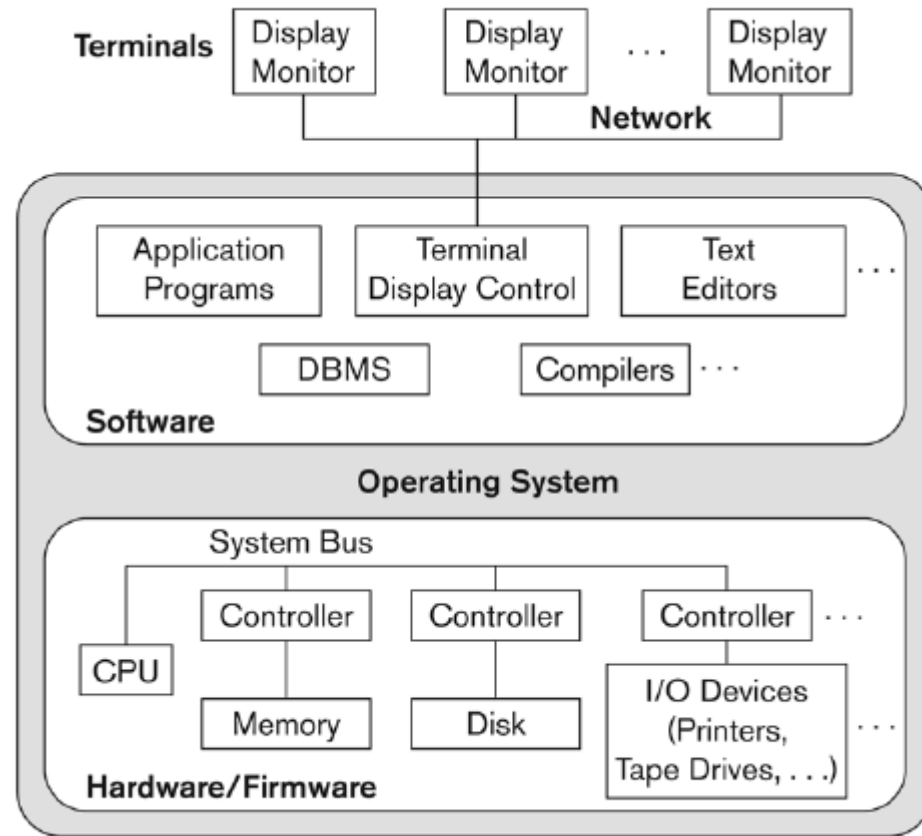 Terminals
Display
Monitor
Display
Monitor
. . .
Display
Monitor
Network
Application
Programs
Terminal
Display Control
Text
Editors
. . .
DBMS
Compilers
. . .
Software
Operating System
System Bus
Controller
Controller
Controller
. . .
CPU
Memory
Disk
I/O Devices
(Printers,
Tape Drives, . . .)
. . .
Hardware/Firmware